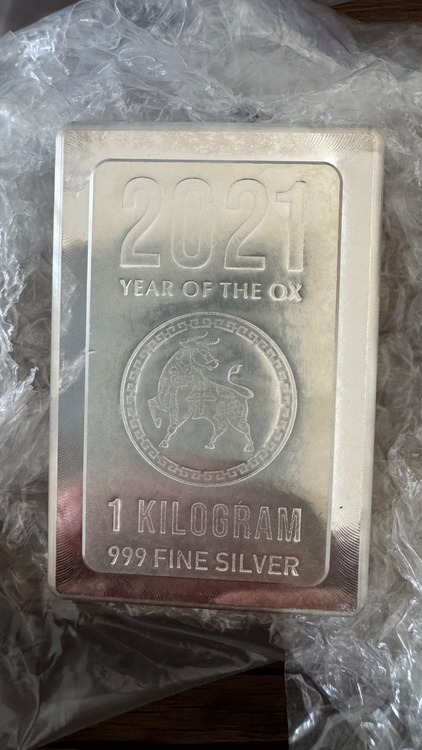 2021
YEAR OF THE OX
1 KILOGRAM
999 FINE SILVER